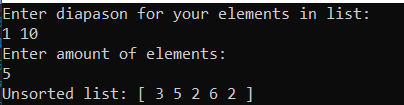 Enter diapason for your elements in list:
1 10
Enter amount of elements:
5
Unsorted list: [ 3 5 2 6 2 ]